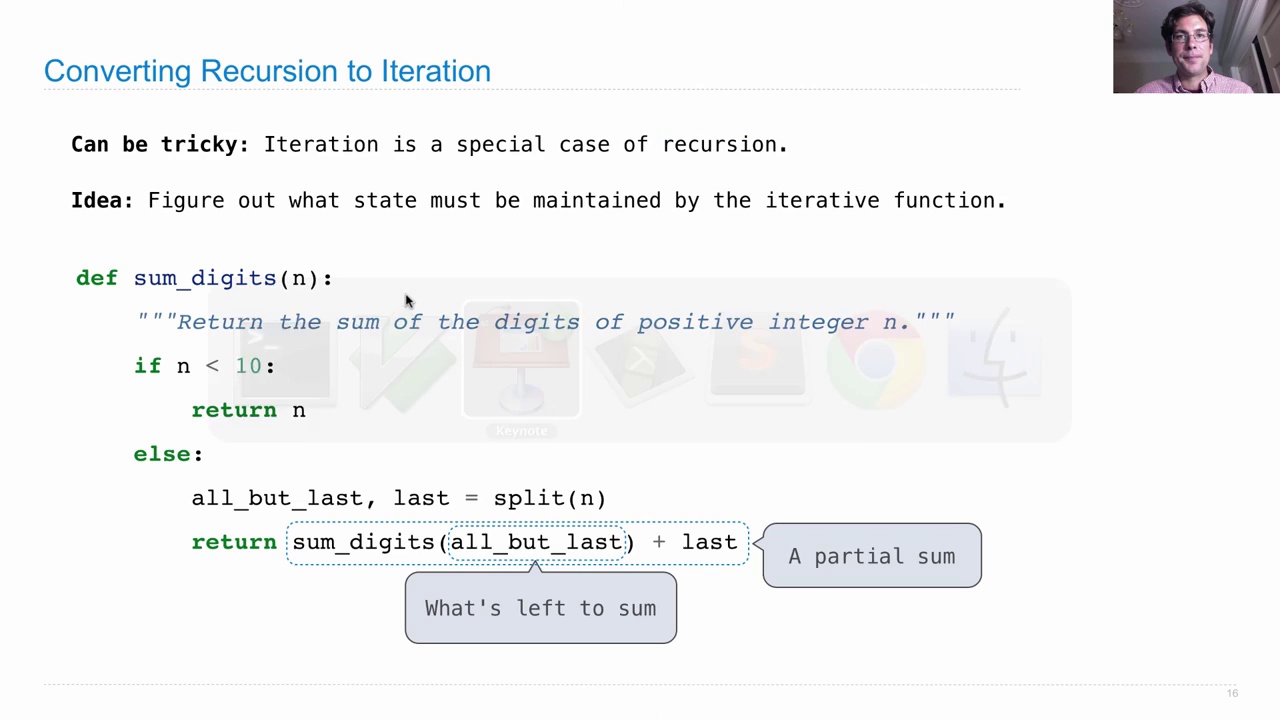 Converting Recursion to Iteration
Can be tricky: Iteration is a special case of recursion.
Idea: Figure out what state must be maintained by the iterative function.
def sum_digits(n):
"""Return the sum of the digits of positive integer n."""
if n < 10:
return n
else:
all_but_last, last = split(n)
return sum_digits(all_but_last) + last
A partial sum
What's left to sum
Keynote
16